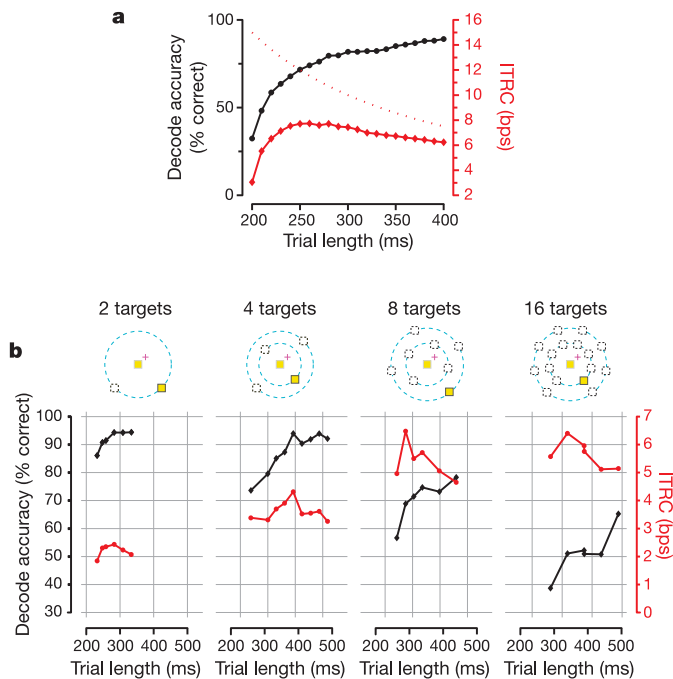 a
Decode accuracy
(% correct)
100
50
0
16
14
12
10
8
6
4
2
ITRC (bps)
200 250 300 350 400
Trial length (ms)
2 targets 4 targets 8 targets 16 targets
b
Decode accuracy (% correct)
100
90
80
70
60
50
40
30
7
6
5
4
3
2
1
0
ITRC (bps)
200 300 400 500 200 300 400 500 200 300 400 500 200 300 400 500
Trial length (ms) Trial length (ms) Trial length (ms) Trial length (ms)